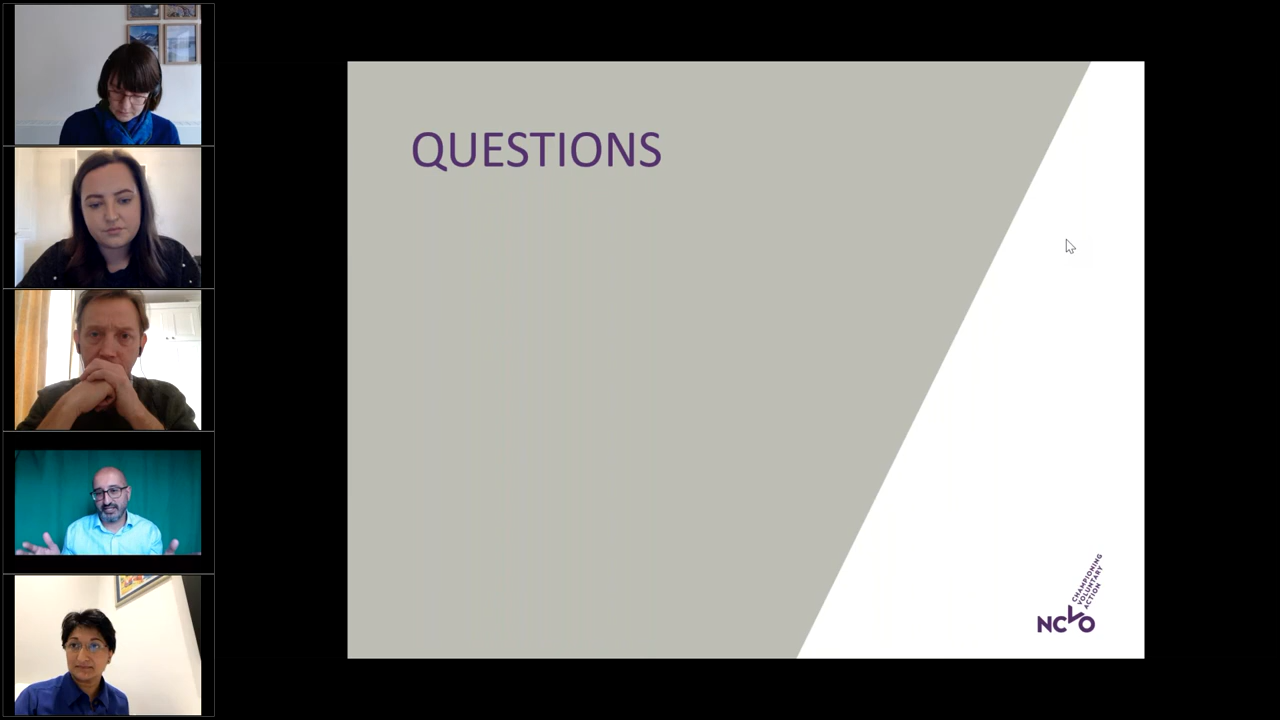 QUESTIONS
CHAMPIONING
VOLUNTARY
ACTION
NCVO